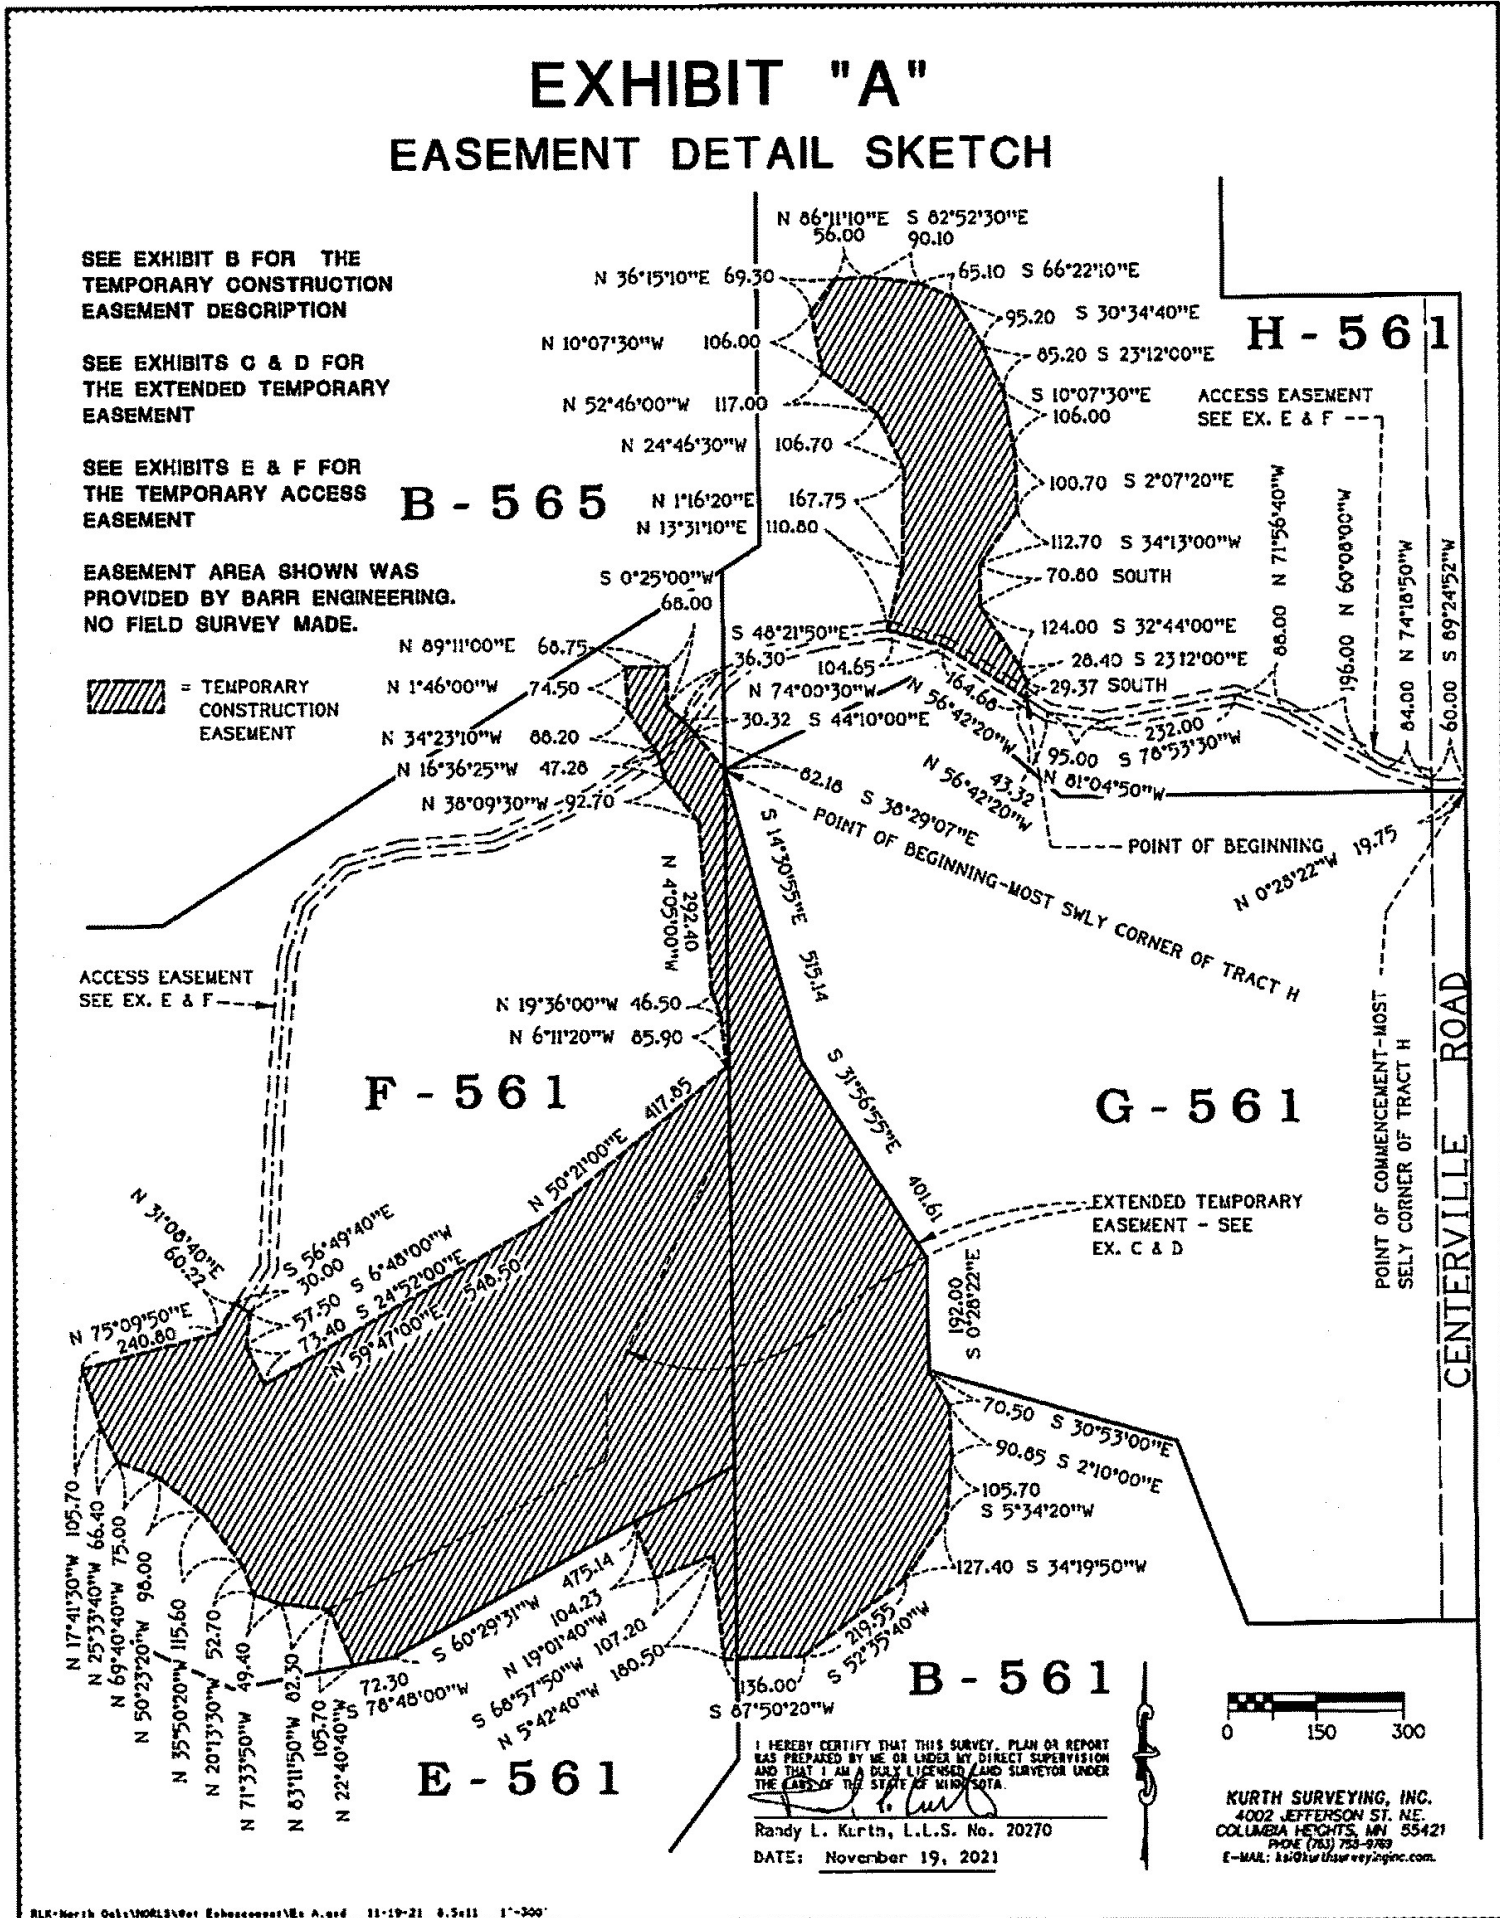 EXHIBIT "A"
EASEMENT DETAIL SKETCH
SEE EXHIBIT B FOR THE
TEMPORARY CONSTRUCTION
EASEMENT DESCRIPTION
SEE EXHIBITS C & D FOR
THE EXTENDED TEMPORARY
EASEMENT
SEE EXHIBITS E & F FOR
THE TEMPORARY ACCESS
EASEMENT
EASEMENT AREA SHOWN WAS
PROVIDED BY BARR ENGINEERING.
NO FIELD SURVEY MADE.
= TEMPORARY
CONSTRUCTION
EASEMENT
B-565
H-561
N 86°11'10"E S 82°52'30"E
56.00 90.10
N 36°15'10"E 69.30
65.10 S 66°22'10"E
95.20 S 30°34'40"E
N 10°07'30"W 106.00
85.20 S 23°12'00"E
S 10°07'30"E
106.00
N 52°46'00"W 117.00
N 24°46'30"W 106.70
100.70 S 2°07'20"E
N 1°16'20"E 167.75
N 13°31'10"E 110.80
112.70 S 34°13'00"W
70.80 SOUTH
S 0°25'00"W
68.00
124.00 S 32°44'00"E
28.40 S 23°12'00"E
29.37 SOUTH
ACCESS EASEMENT
SEE EX. E & F
88.00 N 71°56'40"W
196.00 N 60°08'00"W
84.00 N 74°18'50"W
60.00 S 89°24'52"W
N 89°11'00"E 68.75
S 48°21'50"E
36.30
104.65
N 74°00'30"W
164.68
N 56°42'20"W
N 1°46'00"W 74.50
30.32 S 44°10'00"E
232.00
S 78°53'30"W
95.00
N 81°04'50"W
N 34°23'10"W 88.20
N 16°36'25"W 47.28
N 38°09'30"W 92.70
82.18 S 38°29'07"E
43.32
N 56°42'20"W
POINT OF BEGINNING
POINT OF BEGINNING-MOST SWLY CORNER OF TRACT H
N 0°28'22"W 19.75
S 14°30'55"E 515.14
292.40
N 4°05'00"W
ACCESS EASEMENT
SEE EX. E & F
N 19°36'00"W 46.50
N 6°11'20"W 85.90
F-561
G-561
S 31°56'55"E 401.61
N 50°21'00"E 417.85
POINT OF COMMENCEMENT-MOST
SELY CORNER OF TRACT H
CENTERVILLE ROAD
EXTENDED TEMPORARY
EASEMENT - SEE
EX. C & D
192.00
S 0°28'22"E
N 31°08'40"E
60.22
S 56°49'40"E
30.00
57.50 S 6°48'00"W
73.40 S 24°52'00"E
N 59°47'00"E 548.50
N 75°09'50"E
240.80
70.50 S 30°53'00"E
90.85 S 2°10'00"E
105.70
S 5°34'20"W
127.40 S 34°19'50"W
219.55
S 52°35'40"W
N 17°41'30"W 105.70
N 25°33'40"W 66.40
N 69°40'40"W 75.00
N 50°23'20"W 98.00
N 35°50'20"W 115.60
N 20°13'30"W 52.70
N 71°33'50"W 49.40
N 83°11'50"W 82.30
105.70
N 22°40'40"W
72.30
S 78°48'00"W
S 60°29'31"W 475.14
104.23
N 19°01'40"W
S 68°57'50"W 107.20
N 5°42'40"W 180.50
136.00
S 87°50'20"W
B-561
E-561
0 150 300
I HEREBY CERTIFY THAT THIS SURVEY, PLAN OR REPORT
WAS PREPARED BY ME OR UNDER MY DIRECT SUPERVISION
AND THAT I AM A DULY LICENSED LAND SURVEYOR UNDER
THE LAWS OF THE STATE OF MINNESOTA.
Randy L. Kurth, L.L.S. No. 20270
DATE: November 19, 2021
KURTH SURVEYING, INC.
4002 JEFFERSON ST. N.E.
COLUMBIA HEIGHTS, MN 55421
PHONE (763) 788-9769
E-MAIL: ksi@kurthsurveyinginc.com
11-19-21 8.5x11 1"=300'